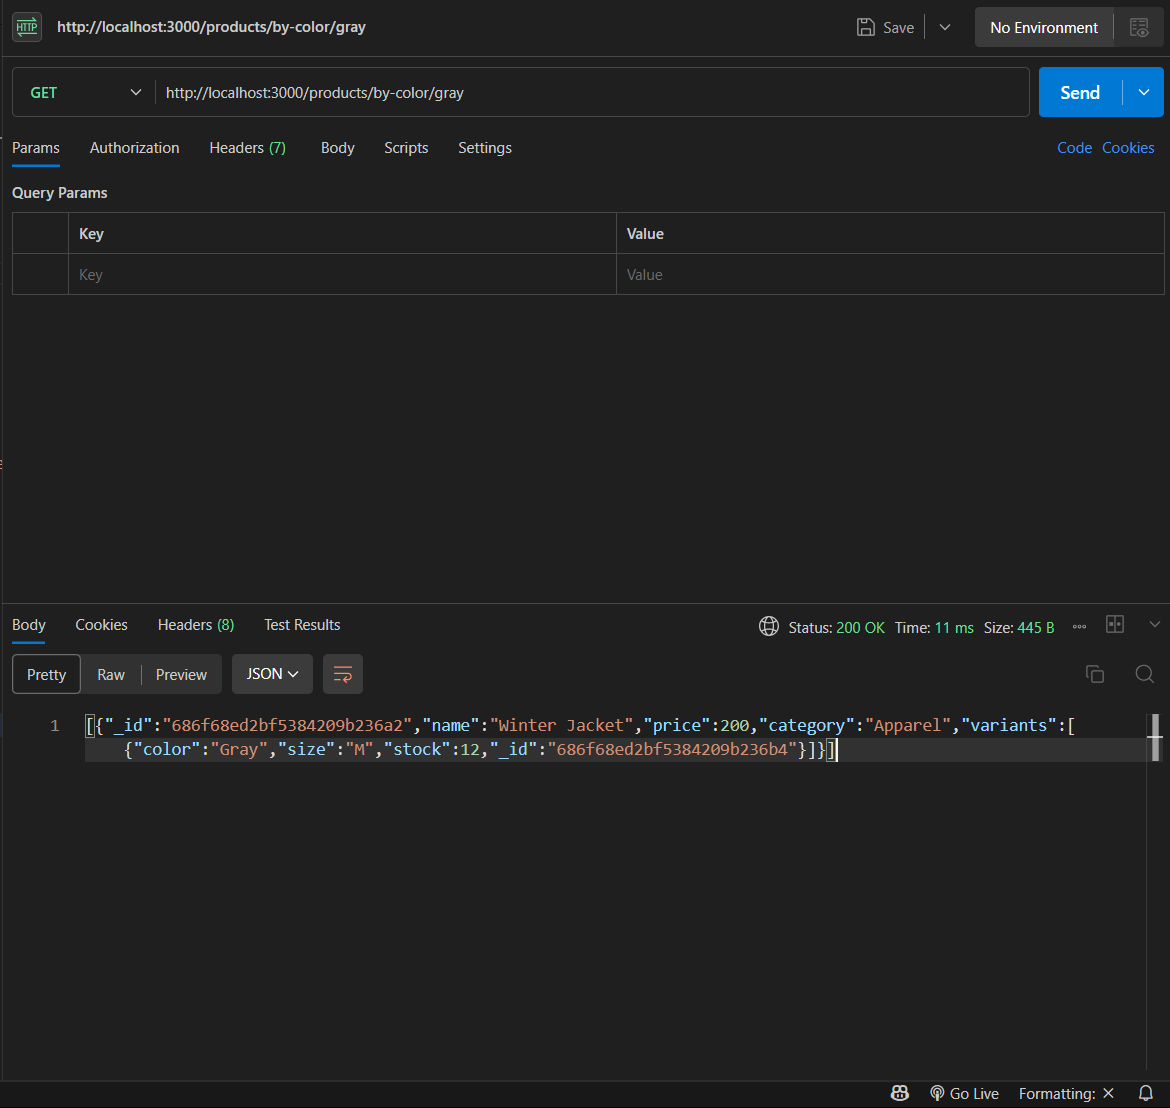 HTTP http://localhost:3000/products/by-color/gray Save No Environment
GET http://localhost:3000/products/by-color/gray Send
Params Authorization Headers (7) Body Scripts Settings Code Cookies
Query Params
Key Value
Key Value
Body Cookies Headers (8) Test Results Status: 200 OK Time: 11 ms Size: 445 B
Pretty Raw Preview JSON
1 [{"_id":"686f68ed2bf5384209b236a2","name":"Winter Jacket","price":200,"category":"Apparel","variants":[
{"color":"Gray","size":"M","stock":12,"_id":"686f68ed2bf5384209b236b4"}]}]
Go Live Formatting: